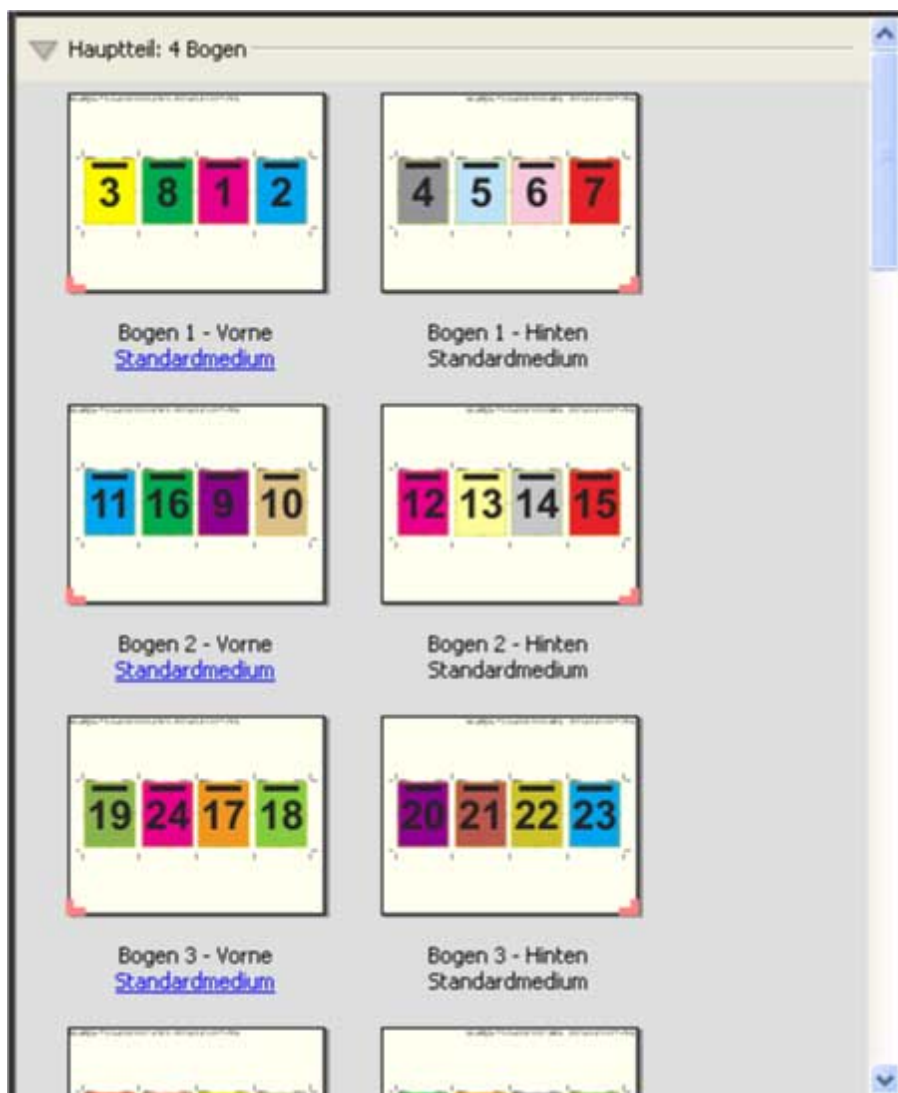 Hauptteil: 4 Bogen
3 8 1 2
4 5 6 7
Bogen 1 - Vorne
Standardmedium
Bogen 1 - Hinten
Standardmedium
11 16 9 10
12 13 14 15
Bogen 2 - Vorne
Standardmedium
Bogen 2 - Hinten
Standardmedium
19 24 17 18
20 21 22 23
Bogen 3 - Vorne
Standardmedium
Bogen 3 - Hinten
Standardmedium